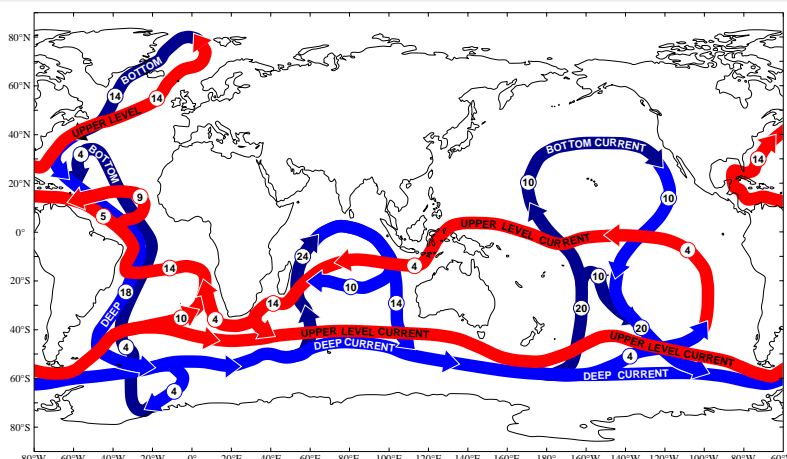 80°N
60°N
40°N
20°N
0°
20°S
40°S
60°S
80°S
BOTTOM
14
14
UPPER LEVEL
4
BOTTOM
9
5
14
18
DEEP
10
4
4
4
14
24
20
14
4
UPPER LEVEL CURRENT
DEEP CURRENT
BOTTOM CURRENT
10
14
UPPER LEVEL CURRENT
4
10
20
20
4
UPPER LEVEL CURRENT
DEEP CURRENT
14
80°W
60°W
40°W
20°W
0°
20°E
40°E
60°E
80°E
100°E
120°E
140°E
160°E
180°
160°W
140°W
120°W
100°W
80°W